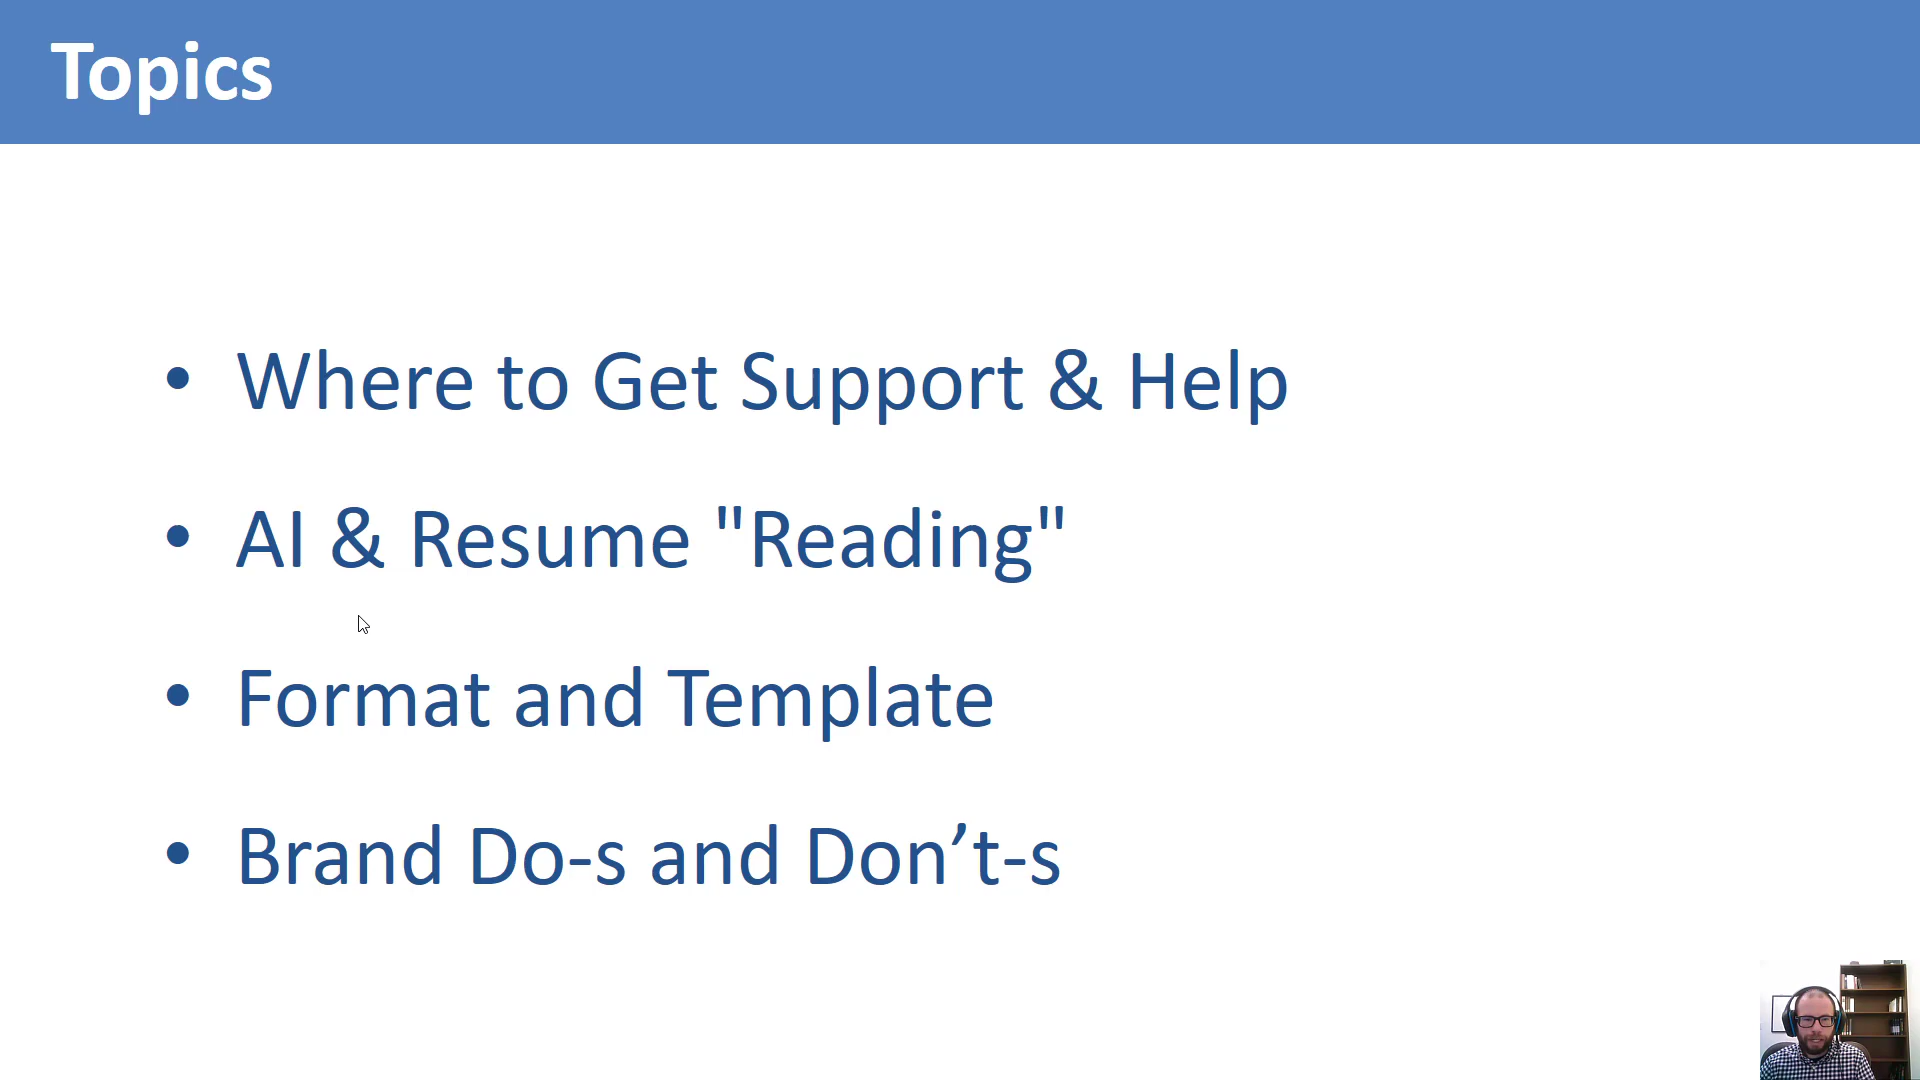 Topics
• Where to Get Support & Help
• AI & Resume "Reading"
• Format and Template
• Brand Do-s and Don’t-s